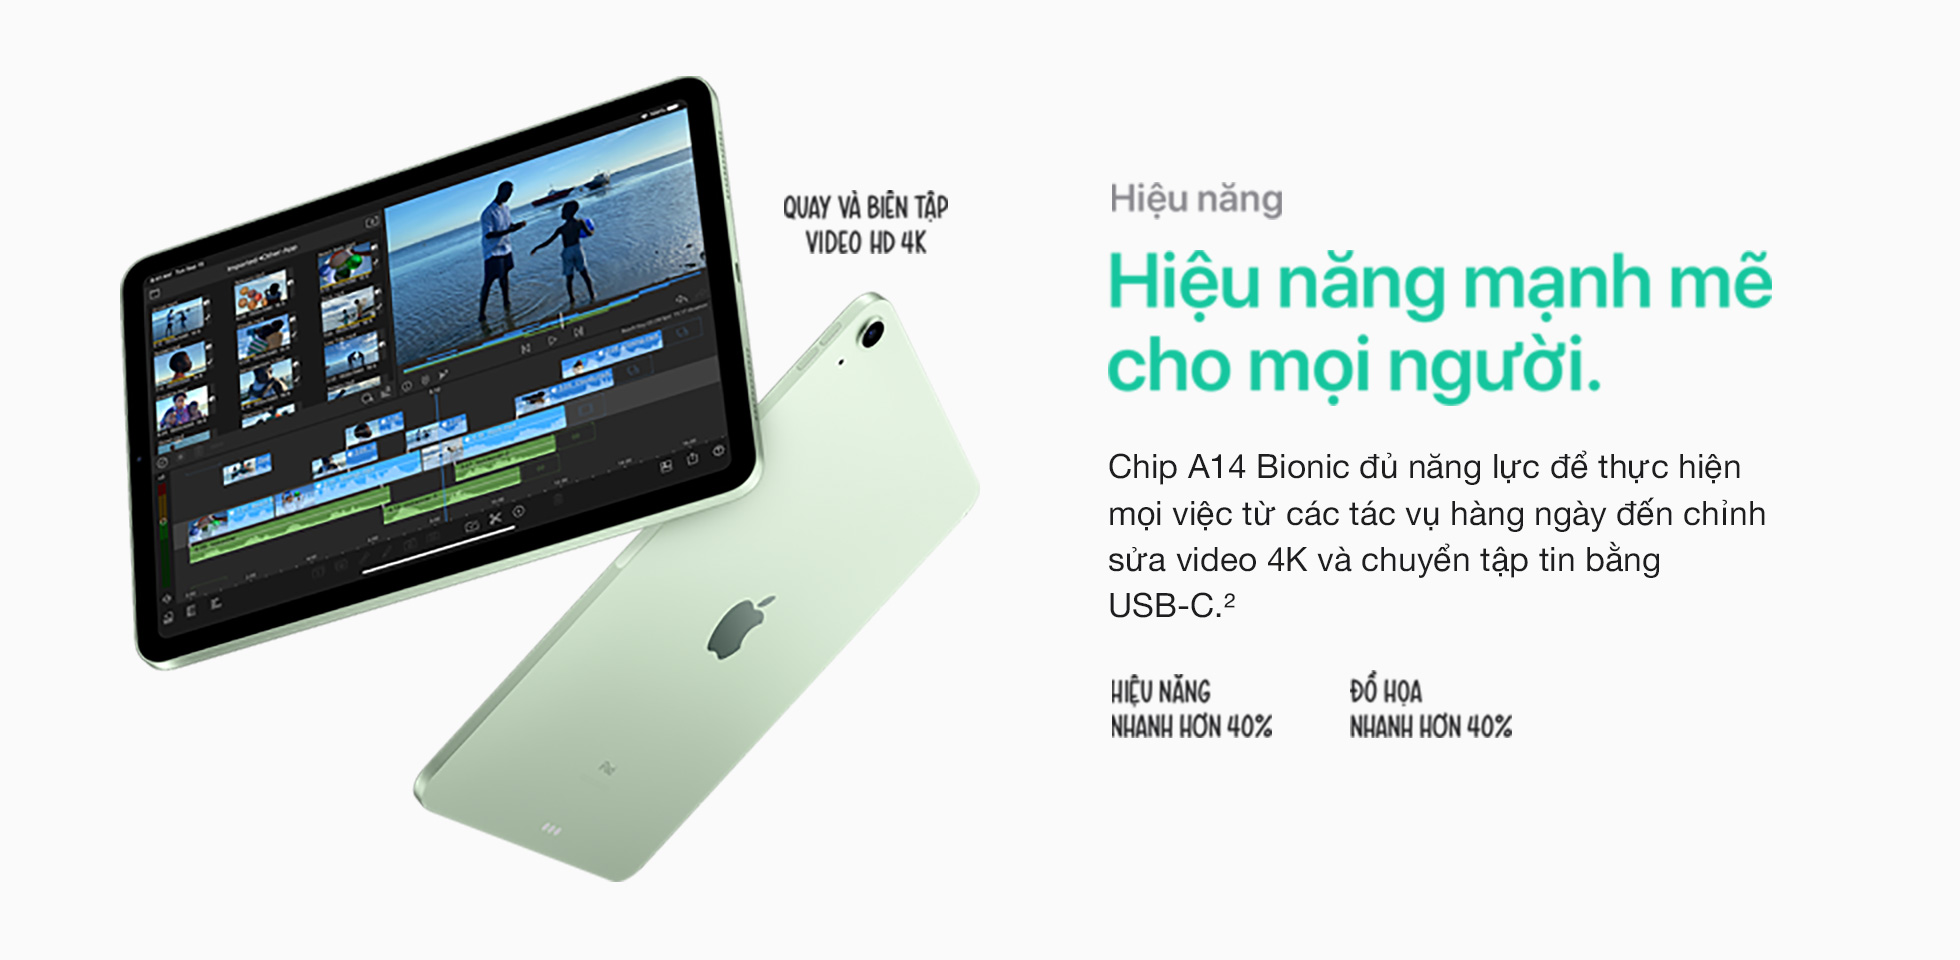 QUAY VÀ BIÊN TẬP
VIDEO HD 4K
Hiệu năng
Hiệu năng mạnh mẽ
cho mọi người.
Chip A14 Bionic đủ năng lực để thực hiện
mọi việc từ các tác vụ hàng ngày đến chỉnh
sửa video 4K và chuyển tập tin bằng
USB-C.²
HIỆU NĂNG
NHANH HƠN 40%
ĐỒ HỌA
NHANH HƠN 40%